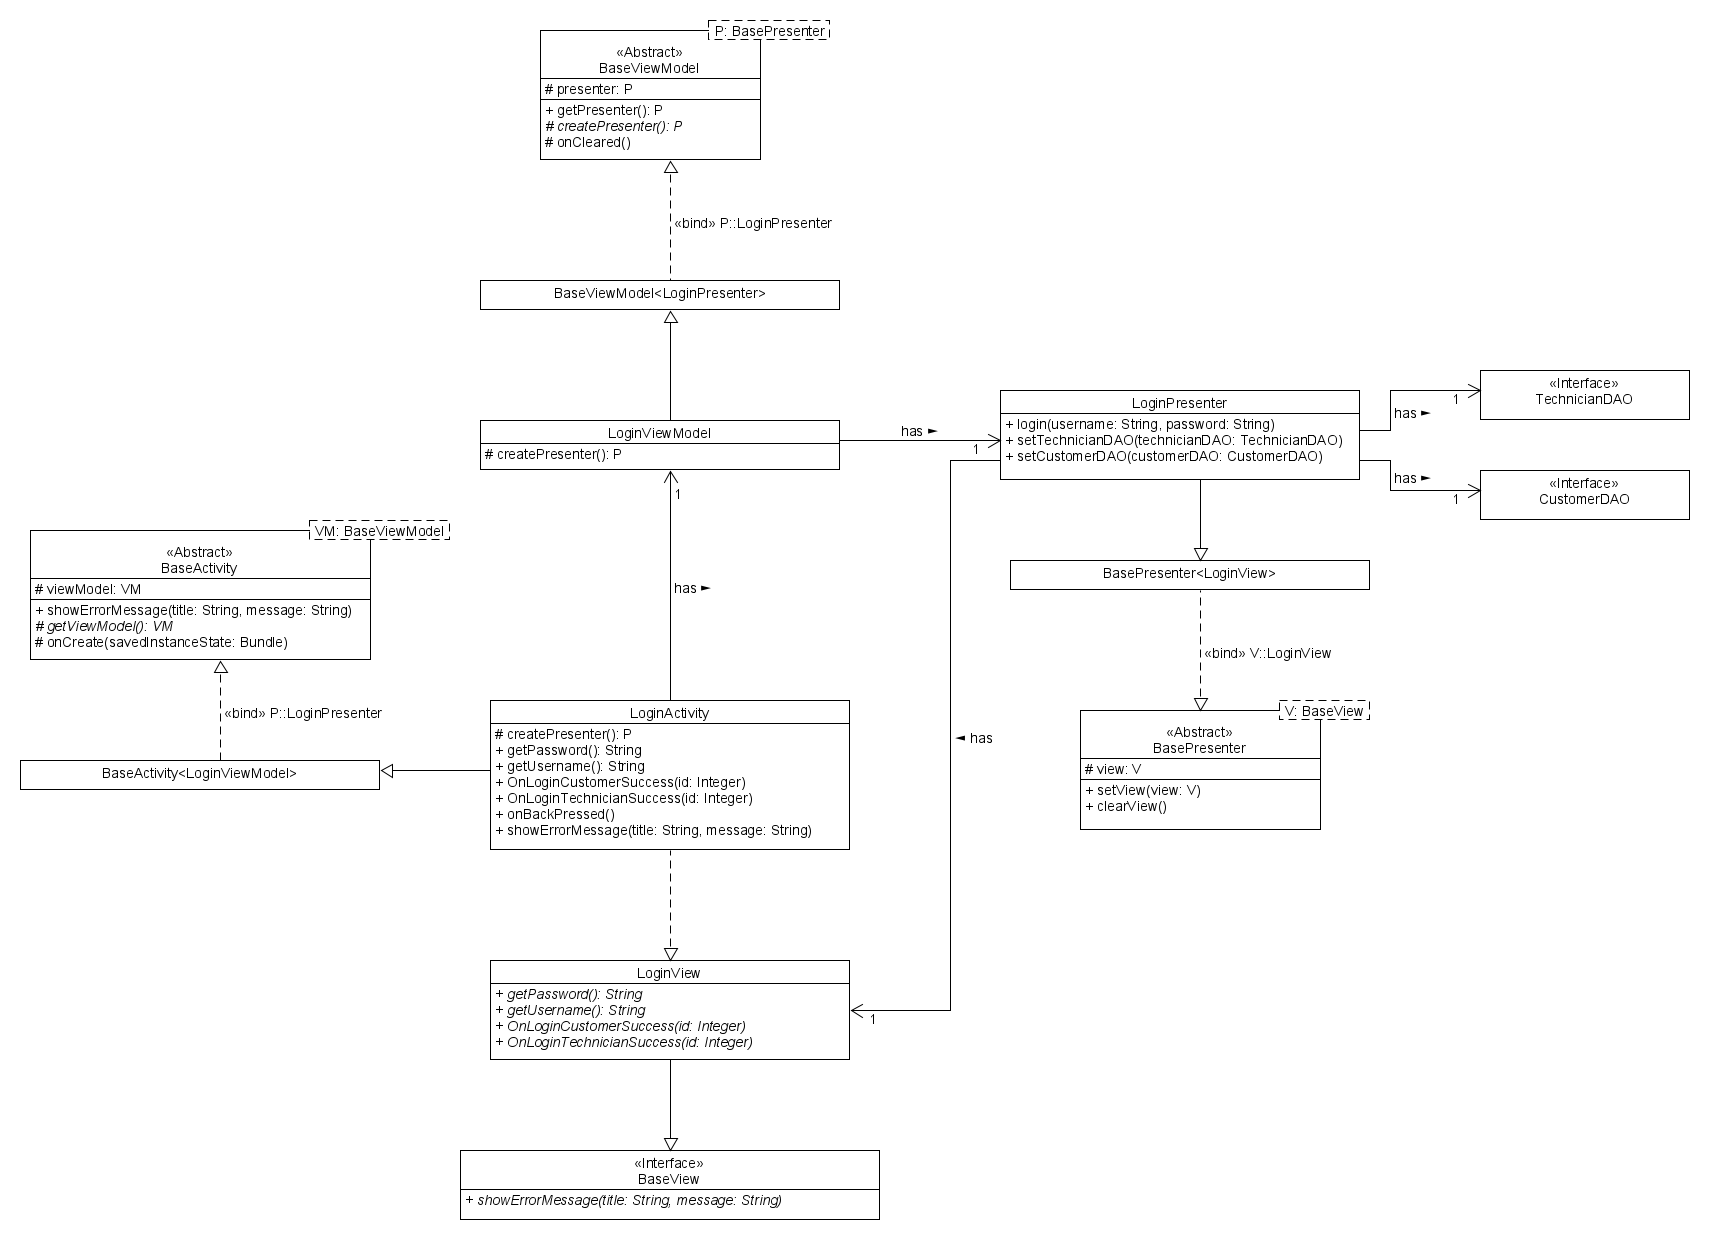 P: BasePresenter
«Abstract»
BaseViewModel
# presenter: P
+ getPresenter(): P
# createPresenter(): P
# onCleared()
«bind» P::LoginPresenter
BaseViewModel<LoginPresenter>
LoginViewModel
# createPresenter(): P
has ►
1
LoginPresenter
+ login(username: String, password: String)
+ setTechnicianDAO(technicianDAO: TechnicianDAO)
+ setCustomerDAO(customerDAO: CustomerDAO)
has ►
1
«Interface»
TechnicianDAO
has ►
1
«Interface»
CustomerDAO
1
has ►
VM: BaseViewModel
«Abstract»
BaseActivity
# viewModel: VM
+ showErrorMessage(title: String, message: String)
# getViewModel(): VM
# onCreate(savedInstanceState: Bundle)
«bind» P::LoginPresenter
BaseActivity<LoginViewModel>
BasePresenter<LoginView>
«bind» V::LoginView
V: BaseView
«Abstract»
BasePresenter
# view: V
+ setView(view: V)
+ clearView()
LoginActivity
# createPresenter(): P
+ getPassword(): String
+ getUsername(): String
+ OnLoginCustomerSuccess(id: Integer)
+ OnLoginTechnicianSuccess(id: Integer)
+ onBackPressed()
+ showErrorMessage(title: String, message: String)
◄ has
LoginView
+ getPassword(): String
+ getUsername(): String
+ OnLoginCustomerSuccess(id: Integer)
+ OnLoginTechnicianSuccess(id: Integer)
1
«Interface»
BaseView
+ showErrorMessage(title: String, message: String)